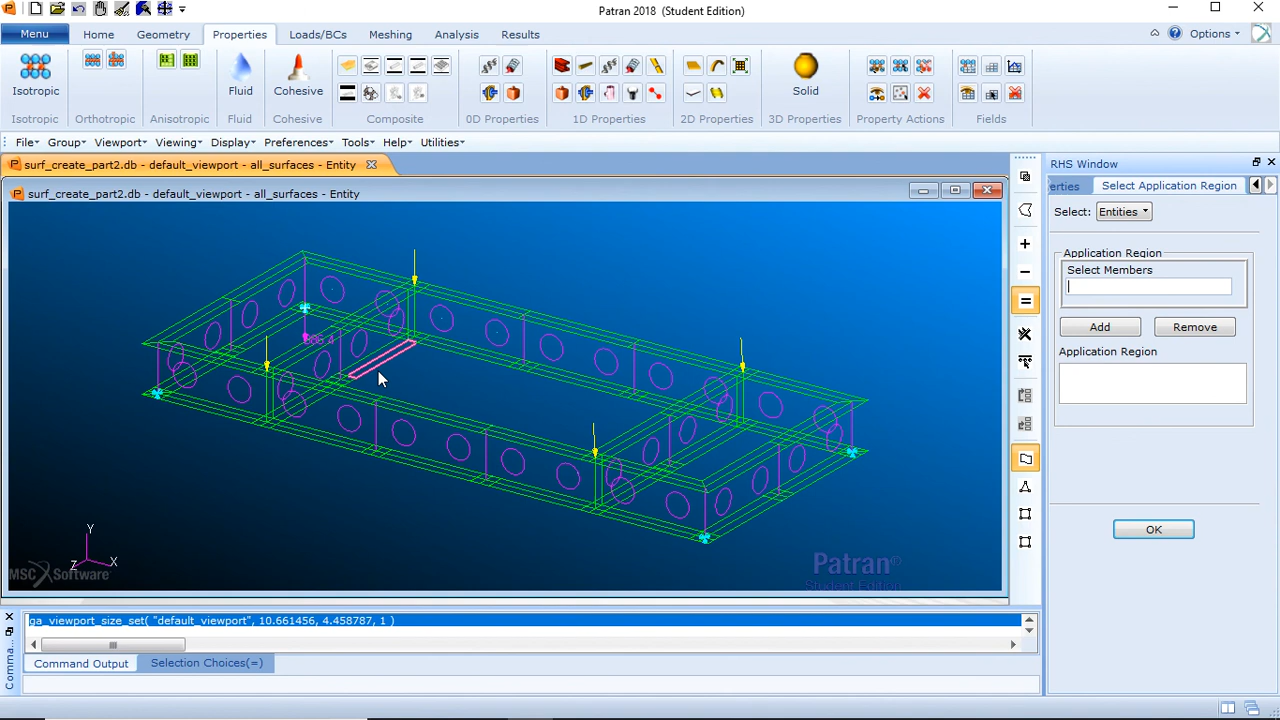 Patran 2018 (Student Edition)
Menu Home Geometry Properties Loads/BCs Meshing Analysis Results Options
Isotropic Fluid Cohesive Solid
Isotropic Orthotropic Anisotropic Fluid Cohesive Composite 0D Properties 1D Properties 2D Properties 3D Properties Property Actions Fields
File Group Viewport Viewing Display Preferences Tools Help Utilities
surf_create_part2.db - default_viewport - all_surfaces - Entity
surf_create_part2.db - default_viewport - all_surfaces - Entity
RHS Window
erties Select Application Region
Select: Entities
Application Region
Select Members
Add Remove
Application Region
OK
Y
X
Z
MSC Software
Patran
Student Edition
ga_viewport_size_set( "default_viewport", 10.661456, 4.458787, 1 )
Command Output Selection Choices(=)
Comma...